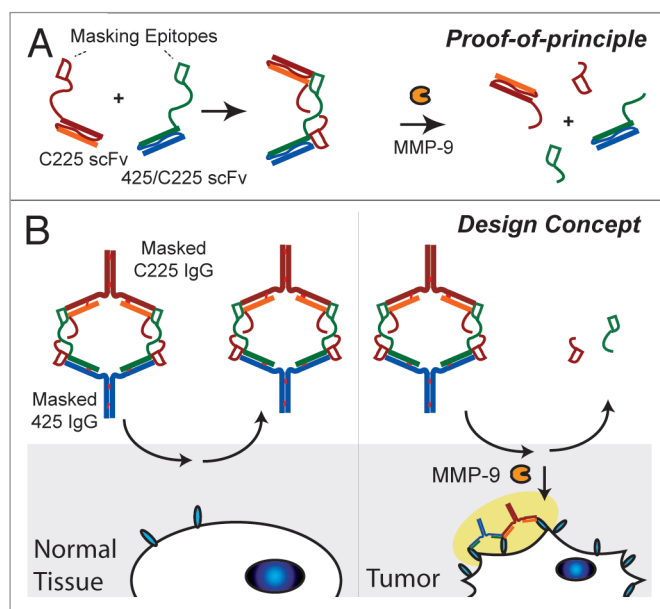 A
Masking Epitopes
Proof-of-principle
+
C225 scFv
425/C225 scFv
MMP-9
+
B
Design Concept
Masked
C225 IgG
Masked
425 IgG
MMP-9
Normal
Tissue
Tumor